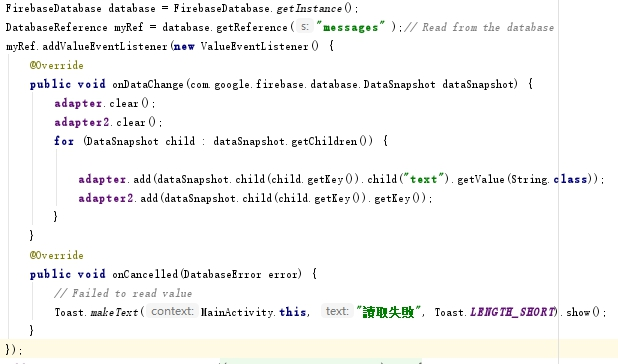 FirebaseDatabase database = FirebaseDatabase.getInstance();
DatabaseReference myRef = database.getReference( s: "messages" );// Read from the database
myRef.addValueEventListener(new ValueEventListener() {
@Override
public void onDataChange(com.google.firebase.database.DataSnapshot dataSnapshot) {
adapter.clear();
adapter2.clear();
for (DataSnapshot child : dataSnapshot.getChildren()) {
adapter.add(dataSnapshot.child(child.getKey()).child("text").getValue(String.class));
adapter2.add(dataSnapshot.child(child.getKey()).getKey());
}
}
@Override
public void onCancelled(DatabaseError error) {
// Failed to read value
Toast.makeText( context: MainActivity.this, text: "讀取失敗", Toast.LENGTH_SHORT).show();
}
});